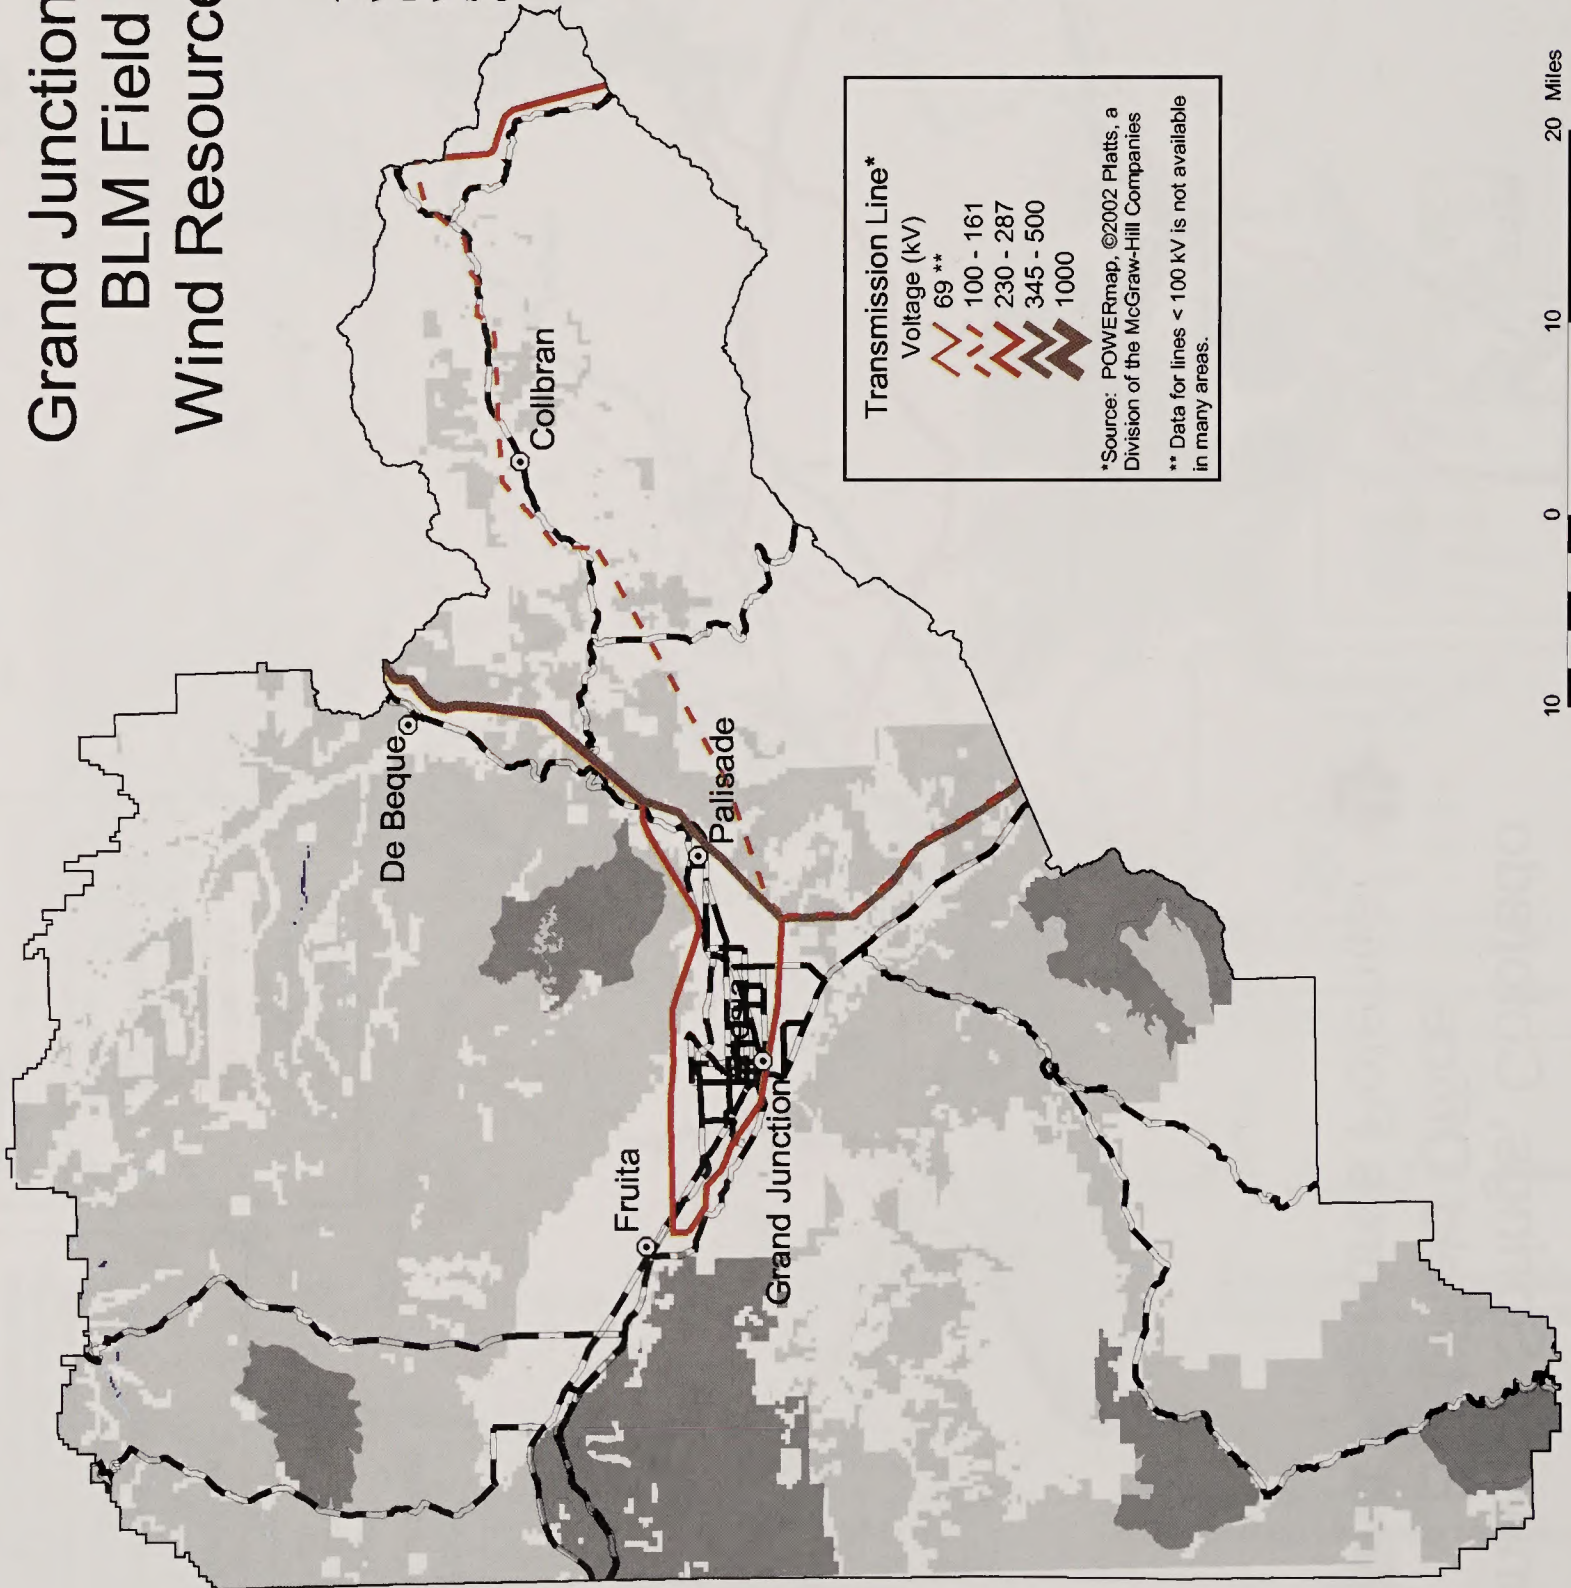 Grand Junction
BLM Field
Wind Resource
Collbran
De Beque
Palisade
Fruita
Grand Junction
Transmission Line*
Voltage (kV)
69 **
100 - 161
230 - 287
345 - 500
1000
*Source: POWERmap, ©2002 Platts, a
Division of the McGraw-Hill Companies
** Data for lines < 100 kV is not available
in many areas.
10 0 10 20 Miles